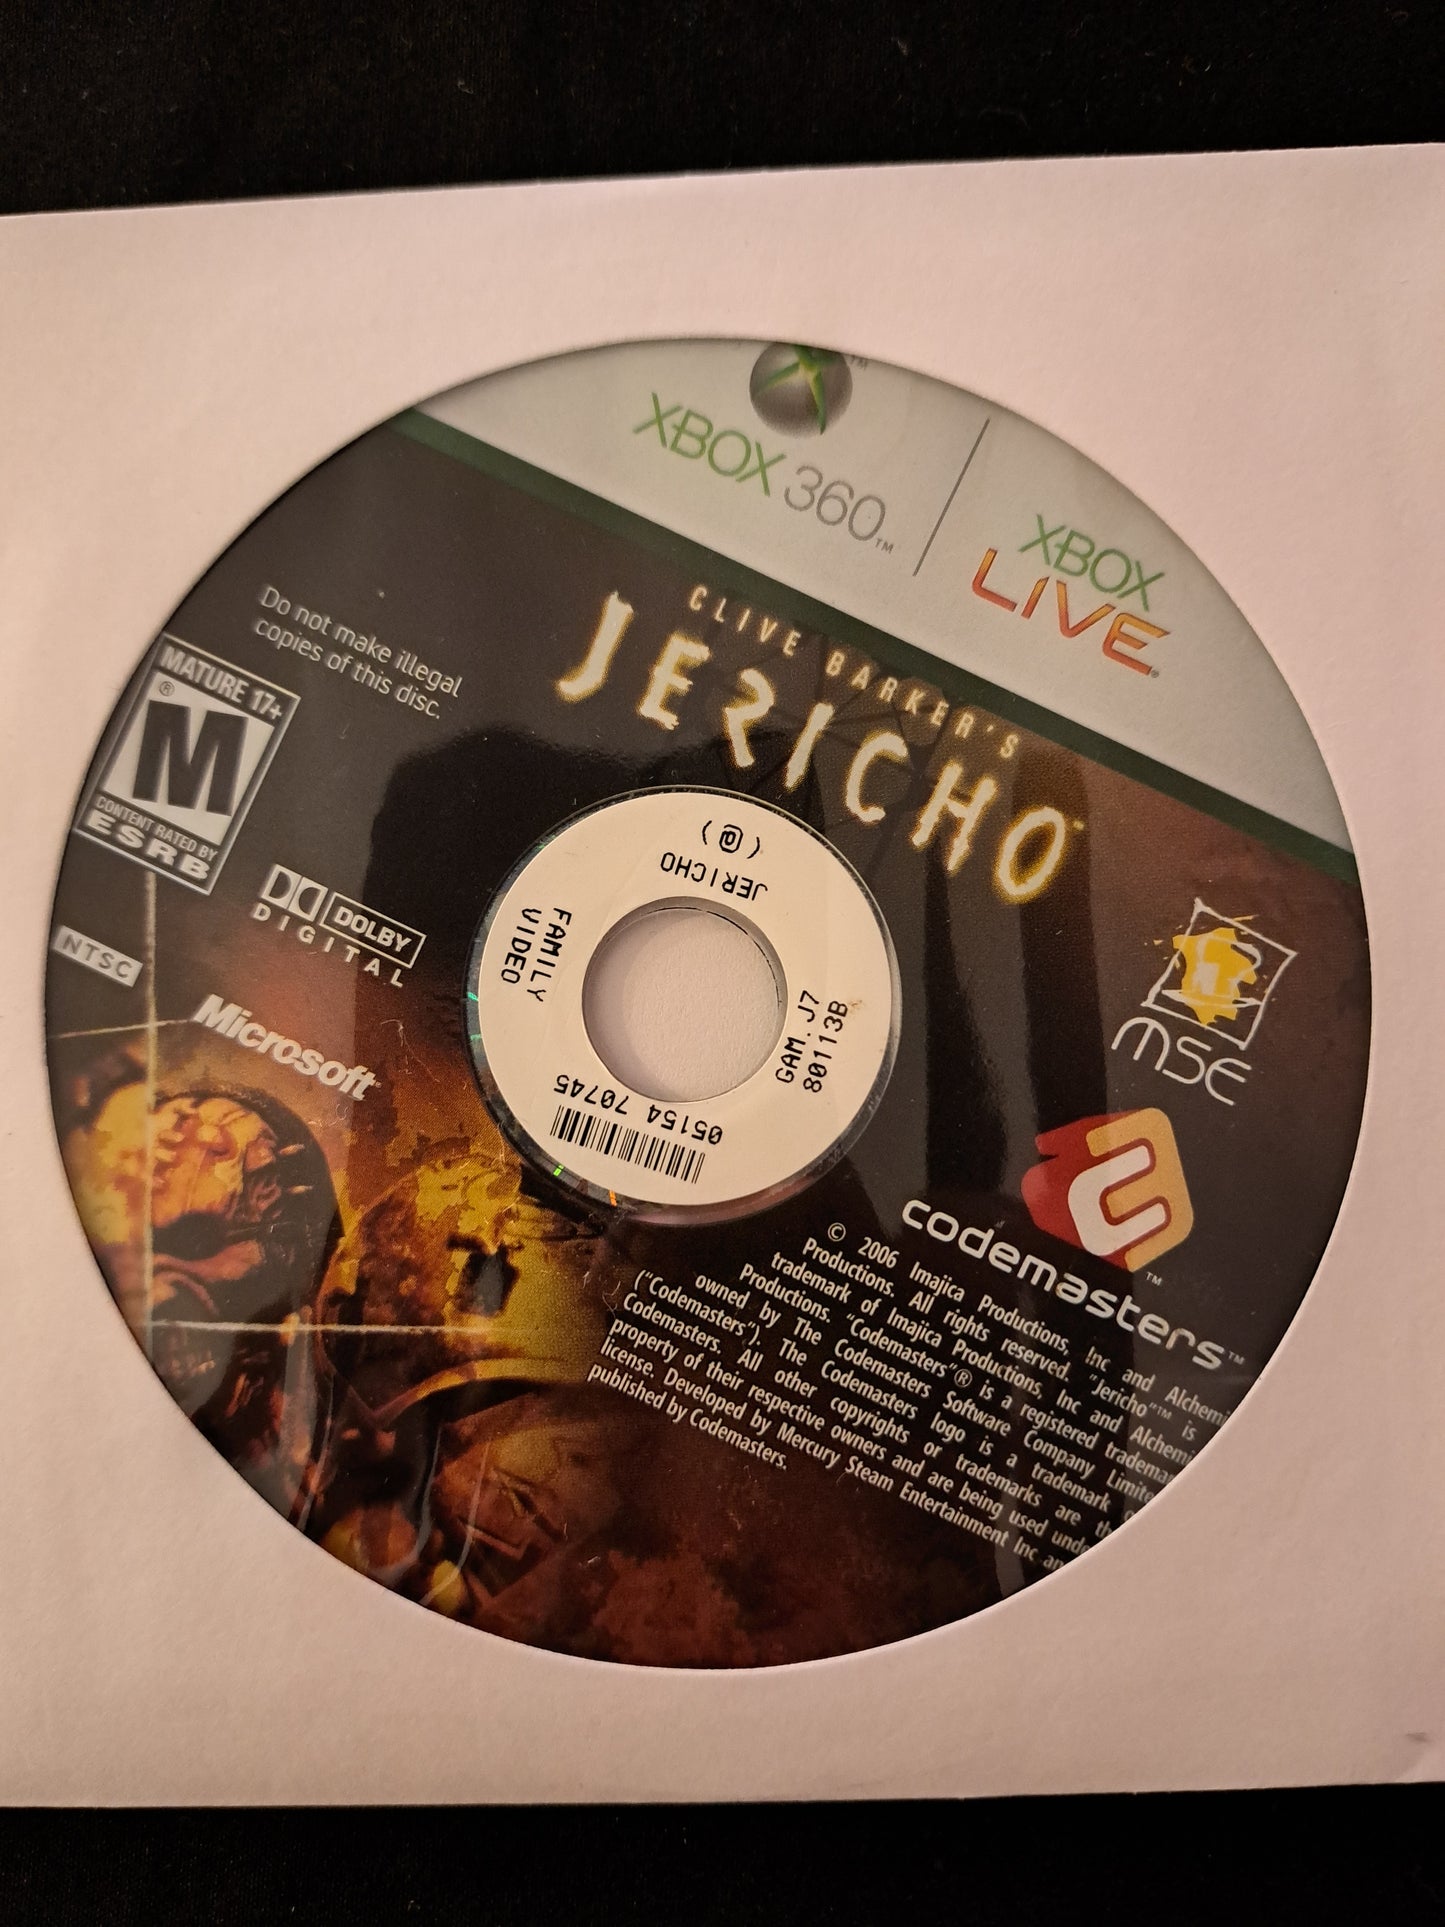 XBOX 360™
XBOX
LIVE®
CLIVE BARKER'S
JERICHO™
Do not make illegal
copies of this disc.
MATURE 17+
M®
CONTENT RATED BY
ESRB
DOLBY
DIGITAL
NTSC
Microsoft®
(@)
JERICHO
FAMILY
VIDEO
GAM. J7
80113B
05154 70745
MSE
codemasters™
© 2006 Imajica Productions, Inc and Alchemi
Productions. All rights reserved. "Jericho"™ is
trademark of Imajica Productions, Inc and Alchemi
Productions. "Codemasters"® is a registered tradema
owned by The Codemasters Software Company Limite
("Codemasters"). The Codemasters logo is a trademark
Codemasters. All other copyrights or trademarks are th
property of their respective owners and are being used unde
license. Developed by Mercury Steam Entertainment Inc an
published by Codemasters.